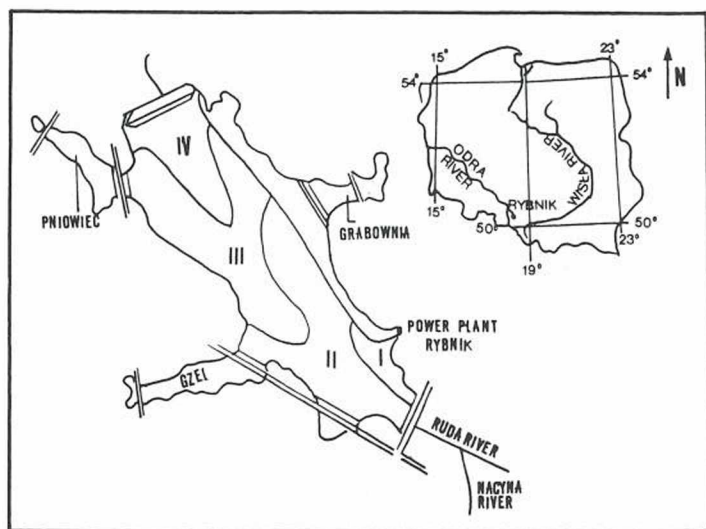 IV
PNIOWIEC
III
GRABOWNIA
POWER PLANT
RYBNIK
II
I
GZEL
RUDA RIVER
NACYNA
RIVER
15°
23°
54°
54°
N
ODRA
RIVER
WISŁA
RIVER
RYBNIK
15°
50°
50°
23°
19°